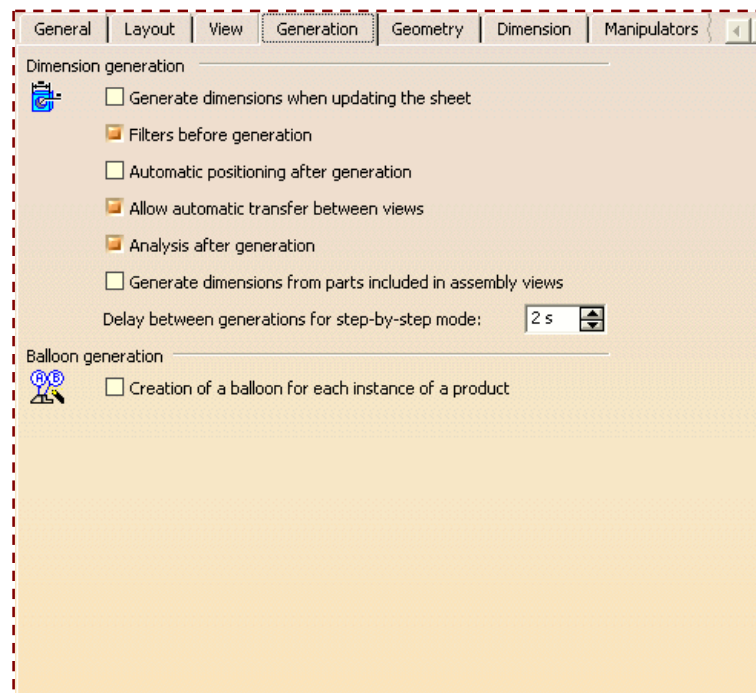 General Layout View Generation Geometry Dimension Manipulators
Dimension generation
Generate dimensions when updating the sheet
Filters before generation
Automatic positioning after generation
Allow automatic transfer between views
Analysis after generation
Generate dimensions from parts included in assembly views
Delay between generations for step-by-step mode: 2 s
Balloon generation
A B
Creation of a balloon for each instance of a product